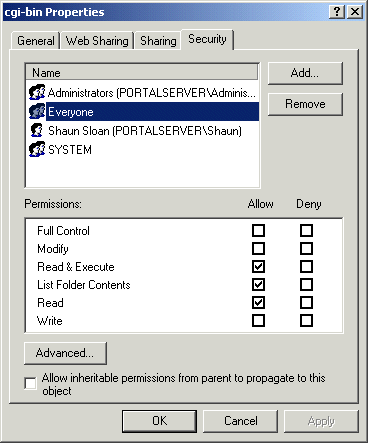 cgi-bin Properties
General Web Sharing Sharing Security
Name
Add...
Administrators (PORTALSERVER\Adminis...
Remove
Everyone
Shaun Sloan (PORTALSERVER\Shaun)
SYSTEM
Permissions: Allow Deny
Full Control
Modify
Read & Execute
List Folder Contents
Read
Write
Advanced...
Allow inheritable permissions from parent to propagate to this
object
OK Cancel Apply